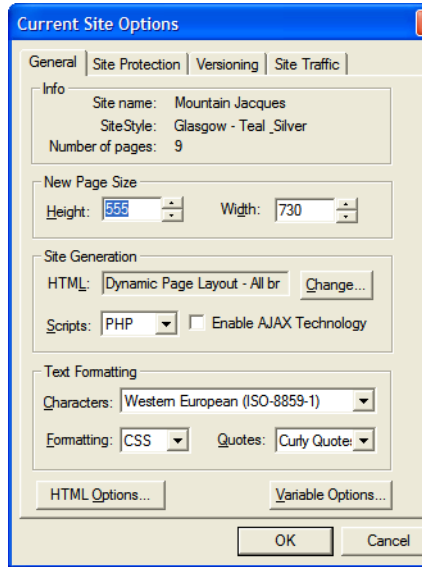 Current Site Options
General Site Protection Versioning Site Traffic
Info
Site name: Mountain Jacques
SiteStyle: Glasgow - Teal _Silver
Number of pages: 9
New Page Size
Height: 555 Width: 730
Site Generation
HTML: Dynamic Page Layout - All br Change...
Scripts: PHP Enable AJAX Technology
Text Formatting
Characters: Western European (ISO-8859-1)
Formatting: CSS Quotes: Curly Quote:
HTML Options... Variable Options...
OK Cancel